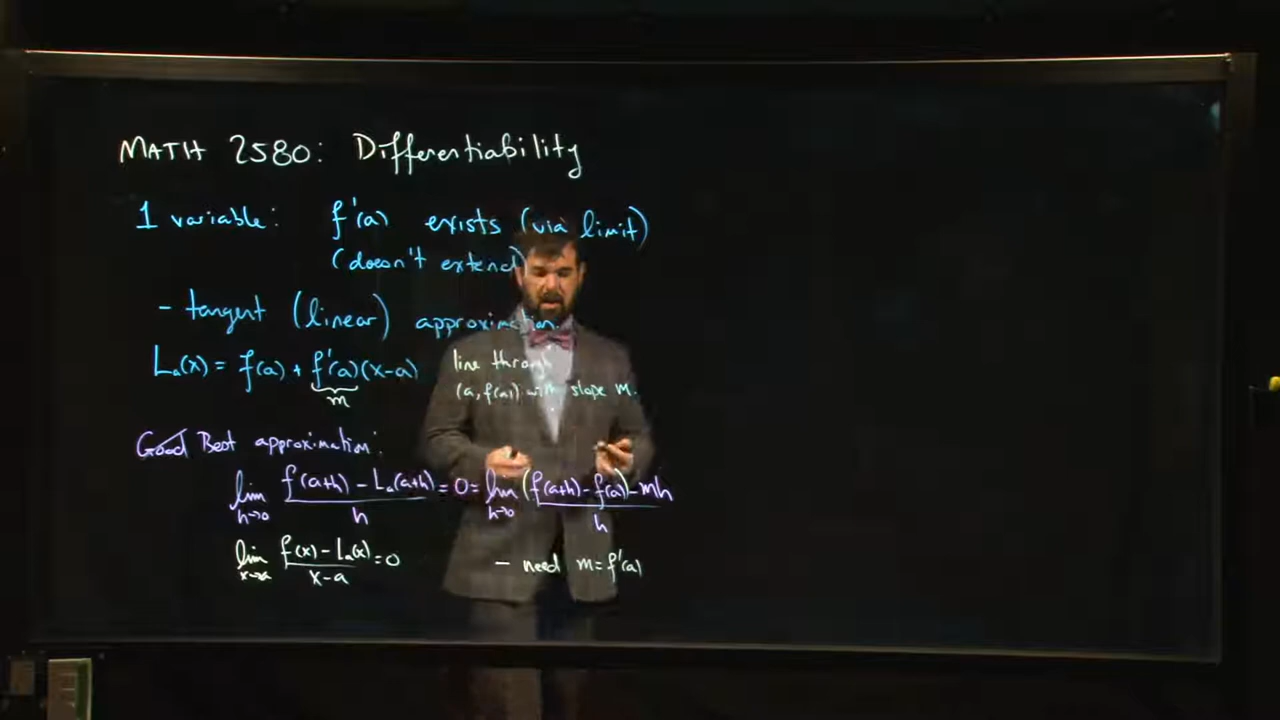 MATH 2580: Differentiability
1 variable: f'(a) exists (via limit)
(doesn't extend)
- tangent (linear) approximation.
Lₐ(x) = f(a) + f'(a)(x-a)
m
line through
(a, f(a)) with slope m.
Good Best approximation:
lim h→0 (f(a+h) - Lₐ(a+h))/h = 0 = lim h→0 ((f(a+h) - f(a)) - mh)/h
lim x→a (f(x) - Lₐ(x))/(x-a) = 0
- need m = f'(a)